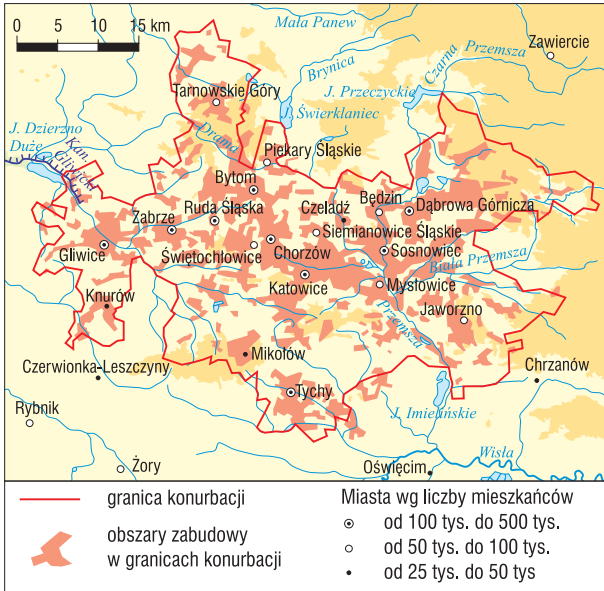 0 5 10 15 km
Mała Panew
Zawiercie
Czarna Przemsza
Brynica
J. Przeczyckie
Tarnowskie Góry
J. Świerklaniec
J. Dzierzno
Duże
Kan.
Gliwicki
Drama
Piekary Śląskie
Bytom
Ruda Śląska
Czeladź
Będzin
Dąbrowa Górnicza
Zabrze
Siemianowice Śląskie
Gliwice
Świętochłowice
Chorzów
Sosnowiec
Biała Przemsza
Katowice
Mysłowice
Knurów
Przemsza
Jaworzno
Mikołów
Czerwionka-Leszczyny
Chrzanów
Tychy
Rybnik
J. Imielińskie
Wisła
Żory
Oświęcim
granica konurbacji
obszary zabudowy
w granicach konurbacji
Miasta wg liczby mieszkańców
od 100 tys. do 500 tys.
od 50 tys. do 100 tys.
od 25 tys. do 50 tys